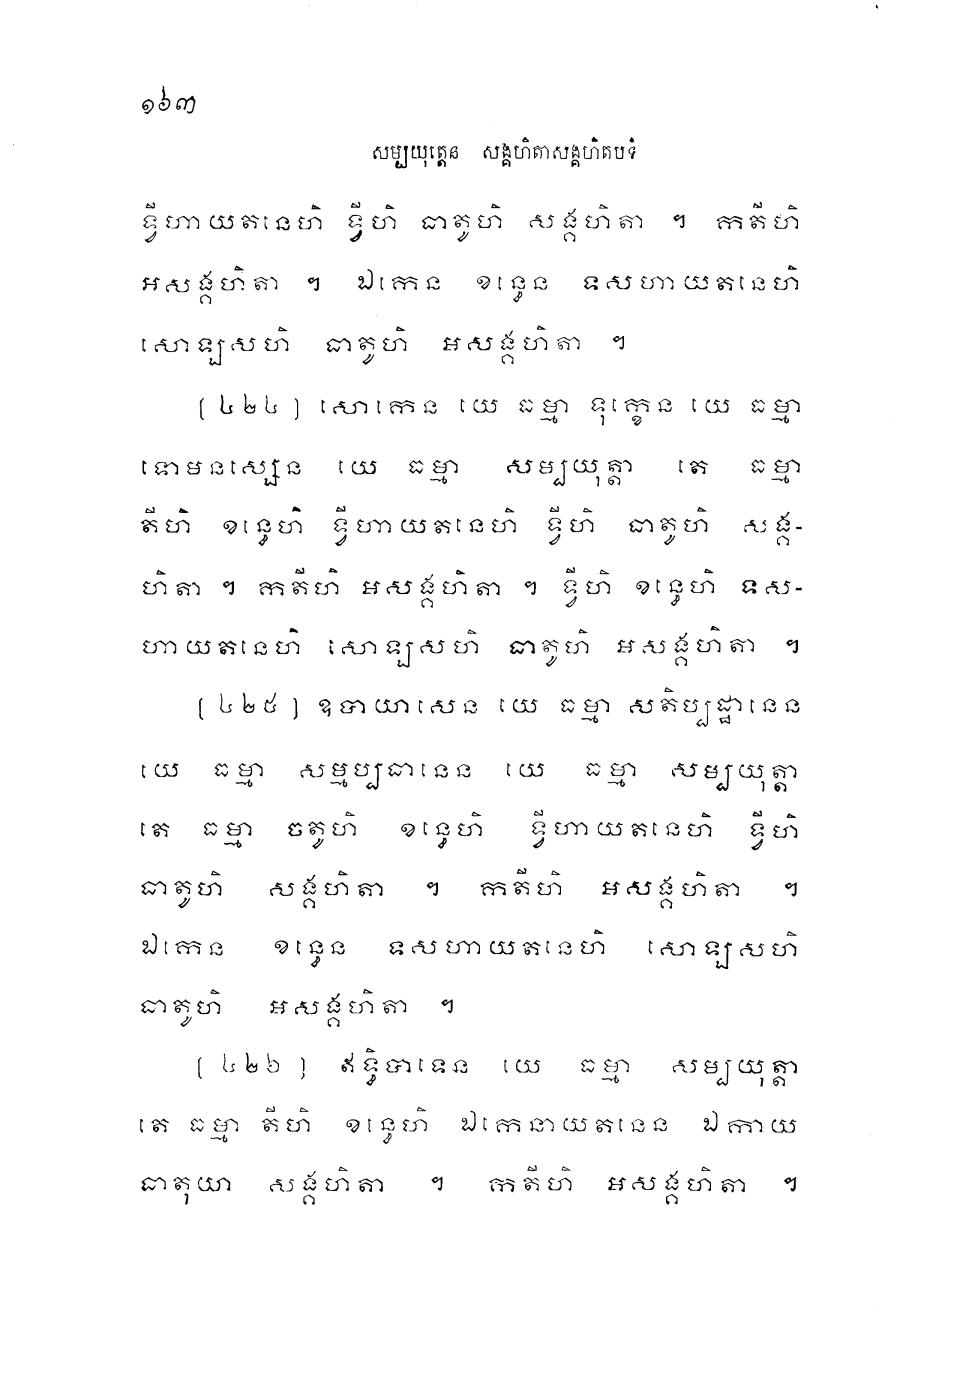 ១៦៣
សម្បយុត្តេន សង្គហិតាសង្គហិតបទំ
ទ្វីហាយតនេហិ ទ្វីហិ ធាតូហិ សង្គហិតា ។ កតីហិ
អសង្គហិតា ។ ឯកេន ខន្ធេន ទសហាយតនេហិ
សោឡសហិ ធាតូហិ អសង្គហិតា ។
(៤២៤) សោកេន យេ ធម្មា ទុក្ខេន យេ ធម្មា
ទោមនស្សេន យេ ធម្មា សម្បយុត្តា តេ ធម្មា
តីហិ ខន្ធេហិ ទ្វីហាយតនេហិ ទ្វីហិ ធាតូហិ សង្គ-
ហិតា ។ កតីហិ អសង្គហិតា ។ ទ្វីហិ ខន្ធេហិ ទស-
ហាយតនេហិ សោឡសហិ ធាតូហិ អសង្គហិតា ។
(៤២៥) ឧបាយាសេន យេ ធម្មា សតិប្បដ្ឋានេន
យេ ធម្មា សម្មប្បធានេន យេ ធម្មា សម្បយុត្តា
តេ ធម្មា ចតូហិ ខន្ធេហិ ទ្វីហាយតនេហិ ទ្វីហិ
ធាតូហិ សង្គហិតា ។ កតីហិ អសង្គហិតា ។
ឯកេន ខន្ធេន ទសហាយតនេហិ សោឡសហិ
ធាតូហិ អសង្គហិតា ។
(៤២៦) ឥទ្ធិបាទេន យេ ធម្មា សម្បយុត្តា
តេ ធម្មា តីហិ ខន្ធេហិ ឯកេនាយតនេន ឯកាយ
ធាតុយា សង្គហិតា ។ កតីហិ អសង្គហិតា ។